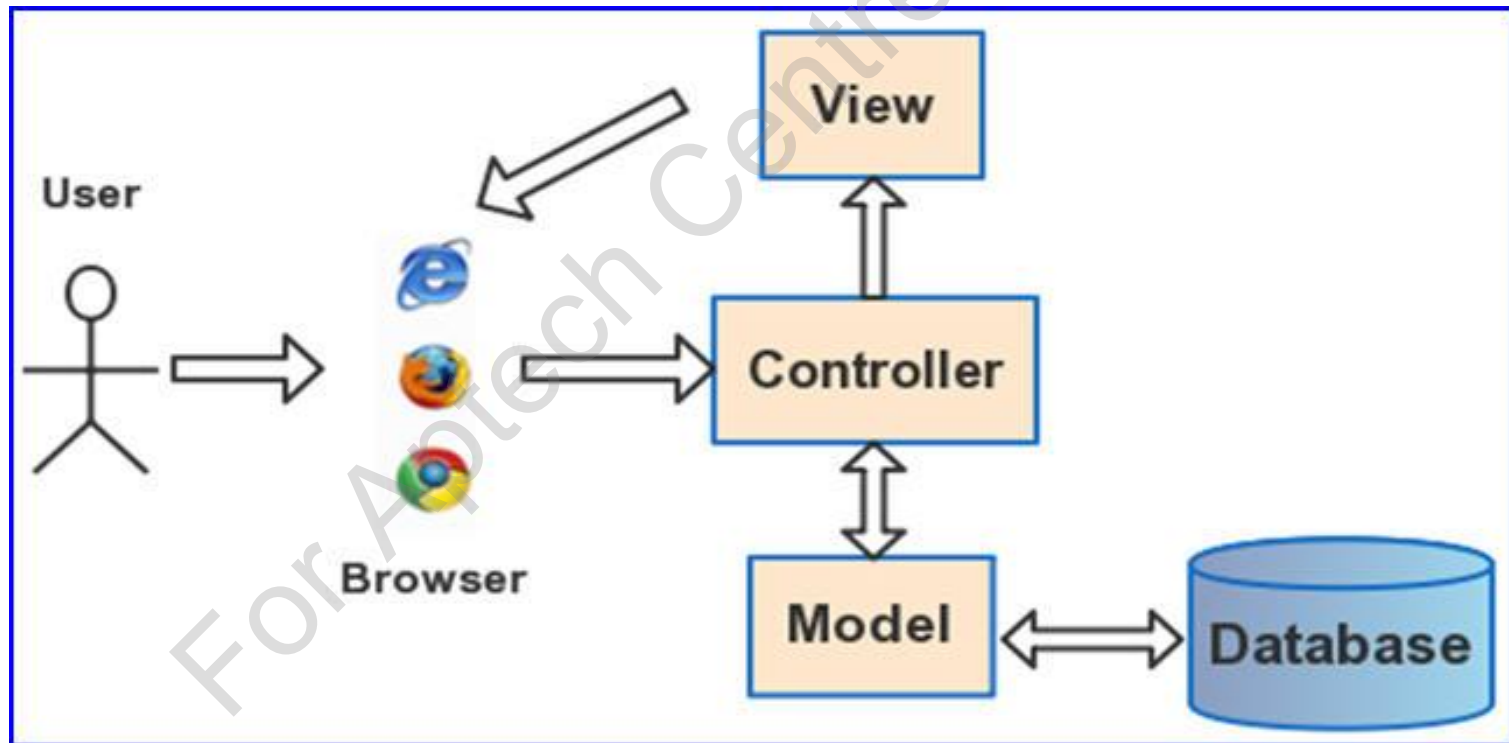 View
User
Controller
Browser
Model
Database
For Aptech Centre